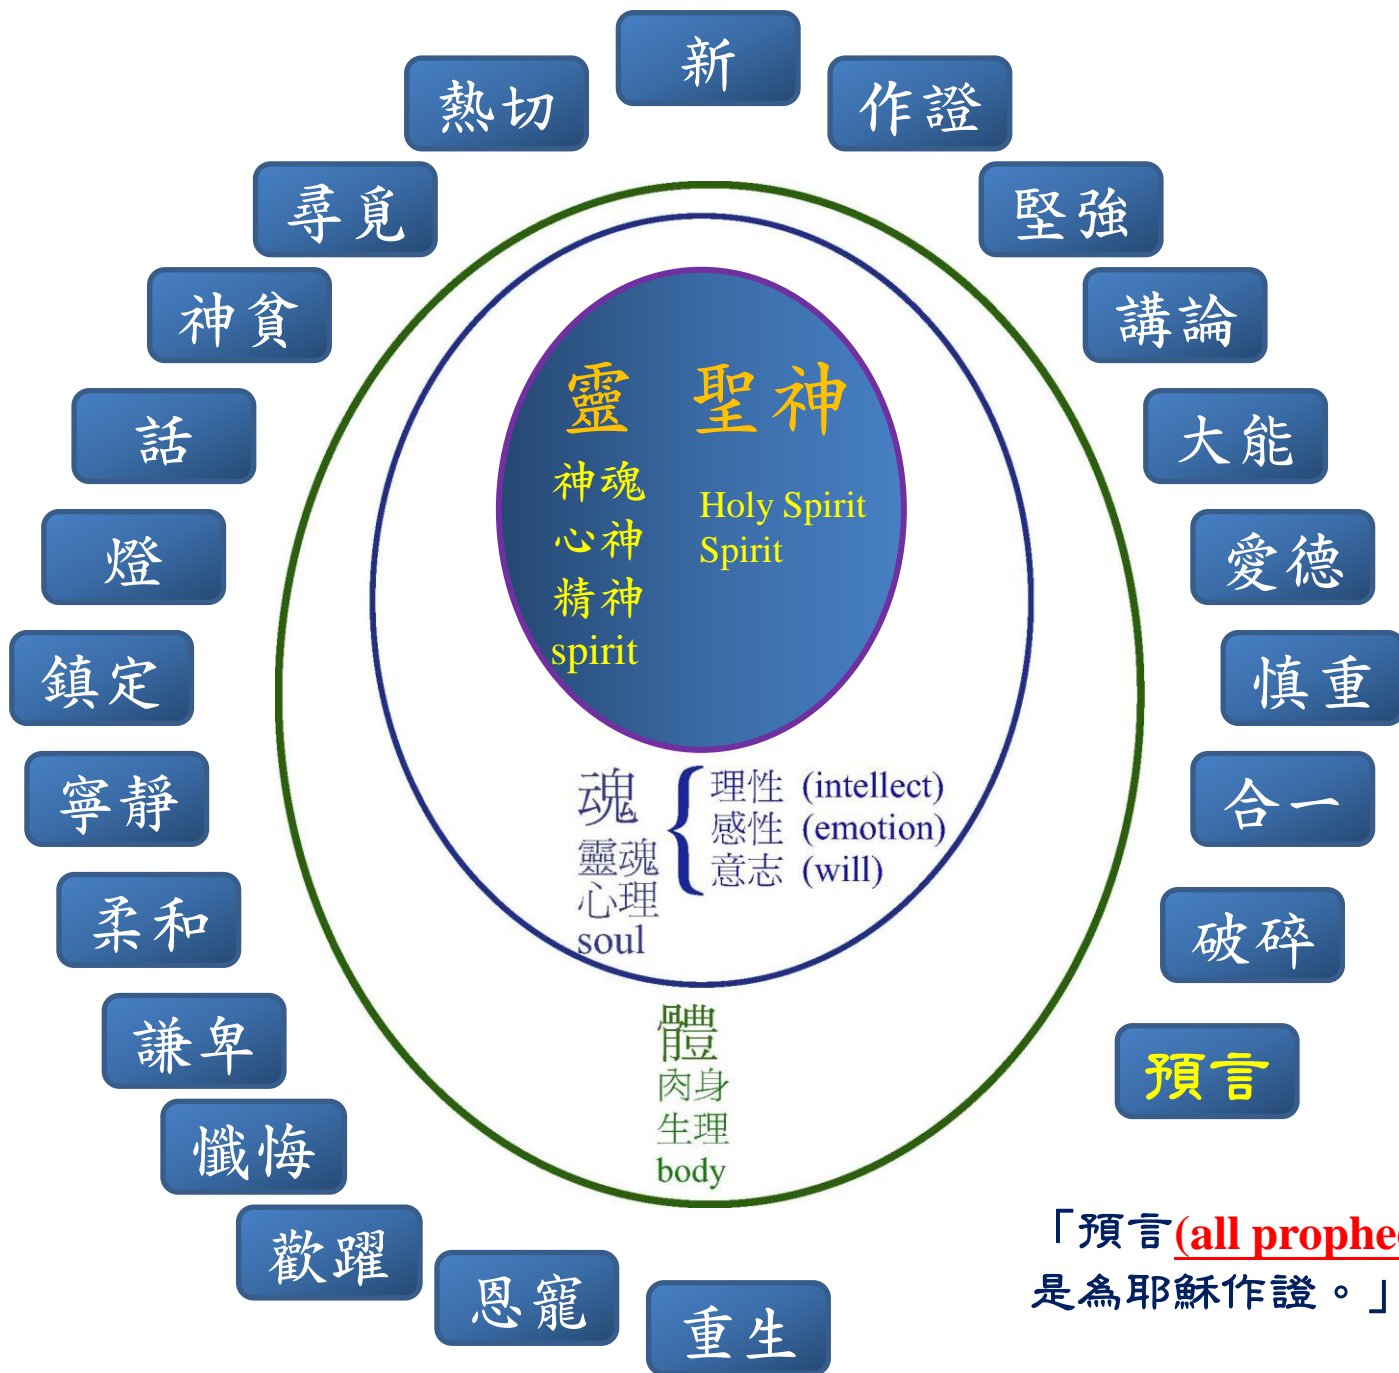 新
熱切
作證
尋覓
堅強
神貧
講論
話
大能
燈
愛德
鎮定
慎重
寧靜
合一
柔和
破碎
謙卑
預言
懺悔
歡躍
恩寵
重生
靈 聖神
神魂
心神
精神
spirit
Holy Spirit
Spirit
魂
靈魂
心理
soul
理性 (intellect)
感性 (emotion)
意志 (will)
體
肉身
生理
body
「預言(all prophe
是為耶穌作證。」